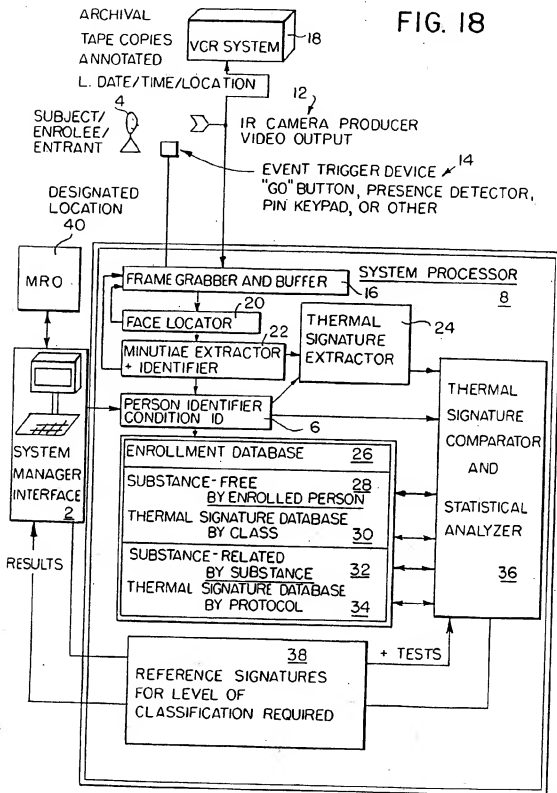 FIG. 18
ARCHIVAL
TAPE COPIES
ANNOTATED
L. DATE/TIME/LOCATION
VCR SYSTEM
18
12
IR CAMERA PRODUCER
VIDEO OUTPUT
4
SUBJECT/
ENROLEE/
ENTRANT
EVENT TRIGGER DEVICE
14
"GO" BUTTON, PRESENCE DETECTOR,
PIN KEYPAD, OR OTHER
DESIGNATED
LOCATION
40
MRO
SYSTEM PROCESSOR
8
FRAME GRABBER AND BUFFER
16
FACE LOCATOR
20
22
MINUTIAE EXTRACTOR
+ IDENTIFIER
THERMAL
SIGNATURE
EXTRACTOR
24
PERSON IDENTIFIER
CONDITION ID
6
SYSTEM
MANAGER
INTERFACE
2
RESULTS
ENROLLMENT DATABASE 26
SUBSTANCE-FREE 28
BY ENROLLED PERSON
THERMAL SIGNATURE DATABASE
BY CLASS 30
SUBSTANCE-RELATED
BY SUBSTANCE 32
THERMAL SIGNATURE DATABASE
BY PROTOCOL 34
THERMAL
SIGNATURE
COMPARATOR
AND
STATISTICAL
ANALYZER
36
38
REFERENCE SIGNATURES
FOR LEVEL OF
CLASSIFICATION REQUIRED
+ TESTS